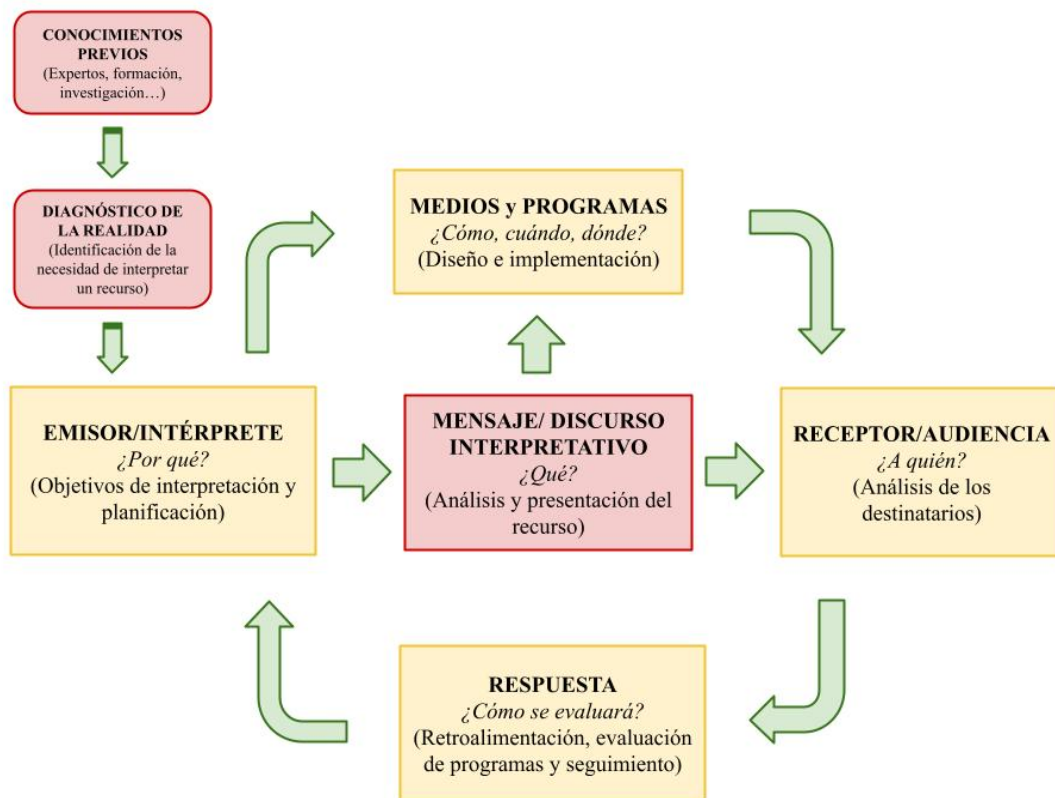 CONOCIMIENTOS
PREVIOS
(Expertos, formación,
investigación…)
DIAGNÓSTICO DE
LA REALIDAD
(Identificación de la
necesidad de interpretar
un recurso)
MEDIOS y PROGRAMAS
¿Cómo, cuándo, dónde?
(Diseño e implementación)
EMISOR/INTÉRPRETE
¿Por qué?
(Objetivos de interpretación y
planificación)
MENSAJE/ DISCURSO
INTERPRETATIVO
¿Qué?
(Análisis y presentación del
recurso)
RECEPTOR/AUDIENCIA
¿A quién?
(Análisis de los
destinatarios)
RESPUESTA
¿Cómo se evaluará?
(Retroalimentación, evaluación
de programas y seguimiento)